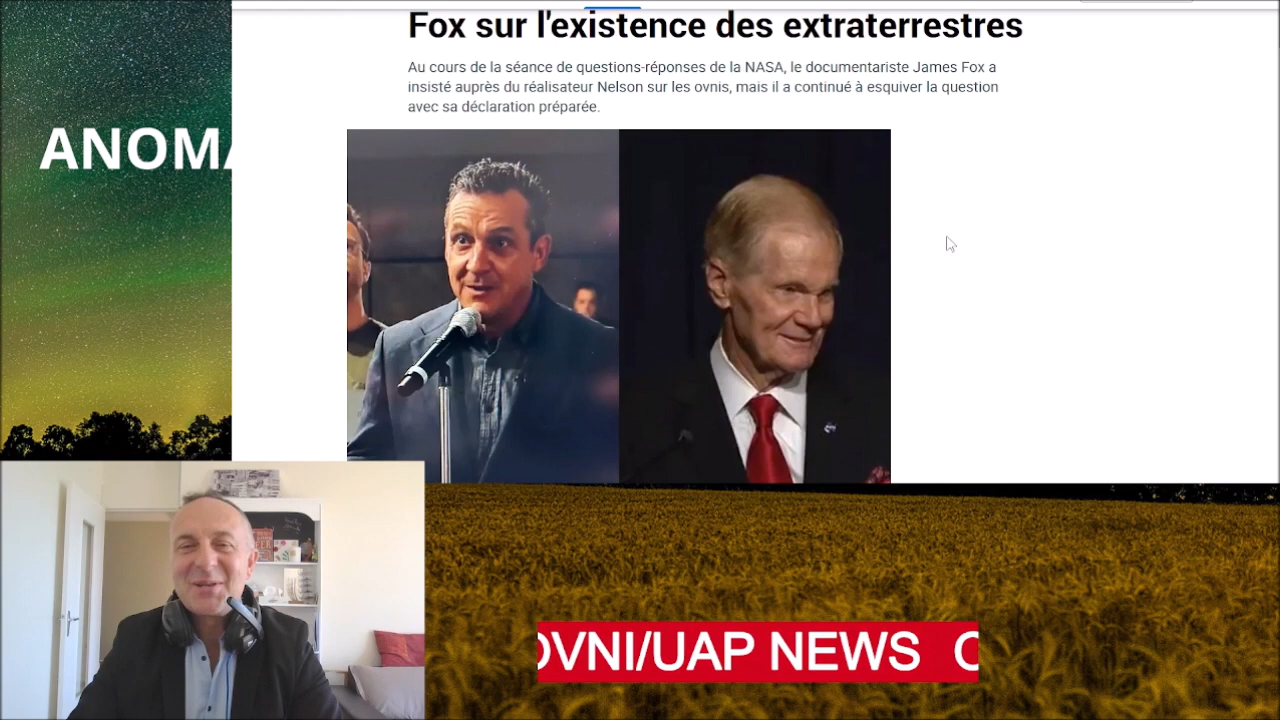 Fox sur l'existence des extraterrestres
Au cours de la séance de questions-réponses de la NASA, le documentariste James Fox a
insisté auprès du réalisateur Nelson sur les ovnis, mais il a continué à esquiver la question
avec sa déclaration préparée.
ANOMA
OVNI/UAP NEWS O